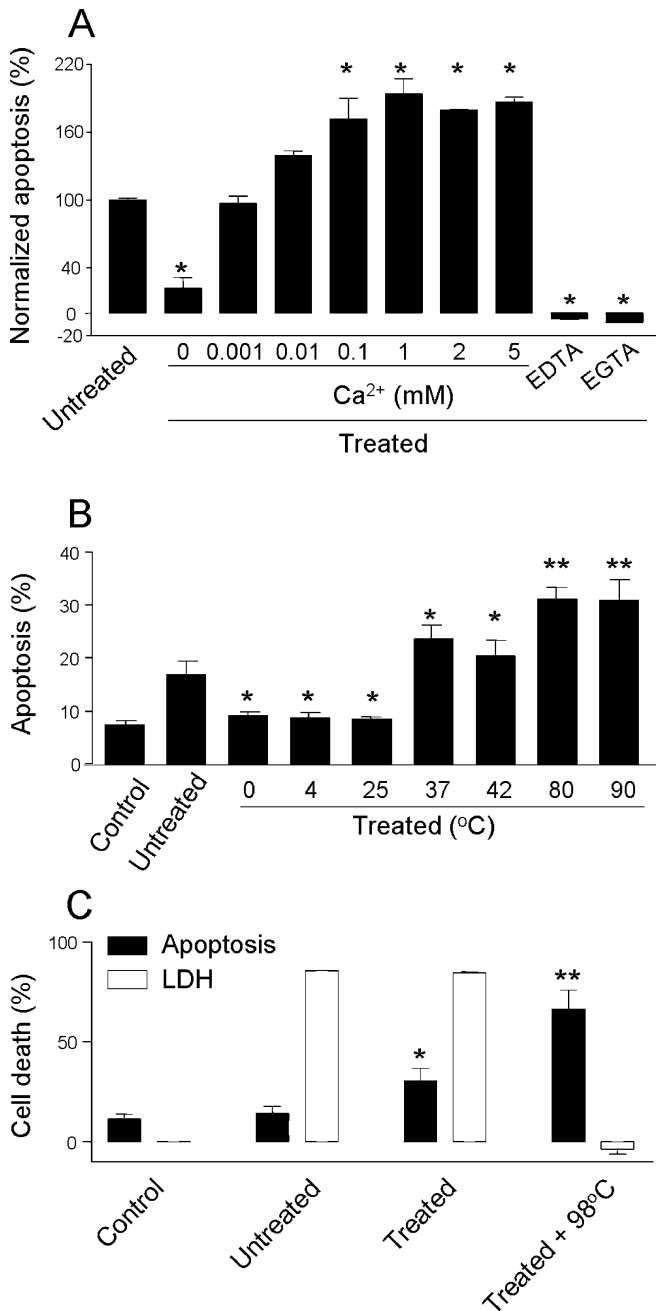 A
Normalized apoptosis (%)
220
160
100
40
0
-20
* * * * * * *
Untreated
0 0.001 0.01 0.1 1 2 5 EDTA EGTA
Ca²⁺ (mM)
Treated
B
Apoptosis (%)
40
30
20
10
0
* * * * * ** **
Control Untreated 0 4 25 37 42 80 90
Treated (ºC)
C
Cell death (%)
100
50
0
Apoptosis
LDH
* **
Control Untreated Treated Treated + 98ºC